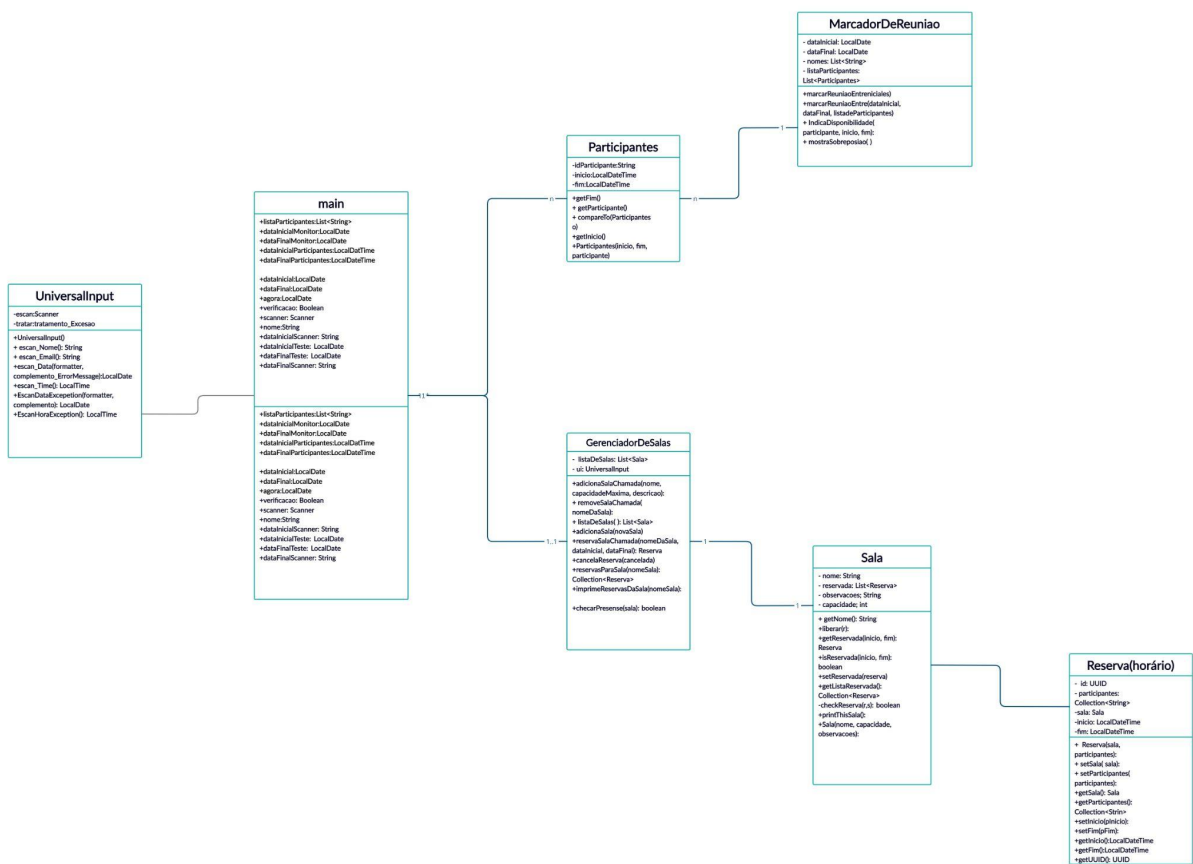 MarcadorDeReuniao
- dataInicial: LocalDate
- dataFinal: LocalDate
- nomes: List<String>
- listaParticipantes:
List<Participantes>
+marcarReuniaoEntreniciales)
+marcarReuniaoEntre(dataInicial,
dataFinal, listadeParticipantes)
+ IndicaDisponibilidade(
participante, inicio, fim):
+ mostraSobreposiao( )
1
Participantes
-idParticipante:String
-inicio:LocalDateTime
-fim:LocalDateTime
+getFim()
+ getParticipante()
+ compareTo(Participantes
o)
+getInicio()
+Participantes(inicio, fim,
participante)
n
n
main
+listaParticipantes:List<String>
+dataInicialMonitor:LocalDate
+dataFinalMonitor:LocalDate
+dataInicialParticipantes:LocalDatTime
+dataFinalParticipantes:LocalDateTime
+dataInicial:LocalDate
+dataFinal:LocalDate
+agora:LocalDate
+verificacao: Boolean
+scanner: Scanner
+nome:String
+dataInicialScanner: String
+dataInicialTeste: LocalDate
+dataFinalTeste: LocalDate
+dataFinalScanner: String
+listaParticipantes:List<String>
+dataInicialMonitor:LocalDate
+dataFinalMonitor:LocalDate
+dataInicialParticipantes:LocalDatTime
+dataFinalParticipantes:LocalDateTime
+dataInicial:LocalDate
+dataFinal:LocalDate
+agora:LocalDate
+verificacao: Boolean
+scanner: Scanner
+nome:String
+dataInicialScanner: String
+dataInicialTeste: LocalDate
+dataFinalTeste: LocalDate
+dataFinalScanner: String
UniversalInput
-escan:Scanner
-tratar:tratamento_Excesao
+UniversalInput()
+ escan_Nome(): String
+ escan_Email(): String
+escan_Data(formatter,
complemento_ErrorMessage):LocalDate
+escan_Time(): LocalTime
+EscanDataExcepetion(formatter,
complemento): LocalDate
+EscanHoraException(): LocalTime
GerenciadorDeSalas
- listaDeSalas: List<Sala>
- ui: UniversalInput
+adicionaSalaChamada(nome,
capacidadeMaxima, descricao):
+ removeSalaChamada(
nomeDaSala):
+ listaDeSalas( ): List<Sala>
+adicionaSala(novaSala)
+reservaSalaChamada(nomeDaSala,
dataInicial, dataFinal): Reserva
+cancelaReserva(cancelada)
+reservasParaSala(nomeSala):
Collection<Reserva>
+imprimeReservasDaSala(nomeSala):
+checarPresense(sala): boolean
1..1
1
Sala
- nome: String
- reservada: List<Reserva>
- observacoes; String
- capacidade; int
+ getNome(): String
+liberar(r):
+getReservada(inicio, fim):
Reserva
+isReservada(inicio, fim):
boolean
+setReservada(reserva)
+getListaReservada():
Collection<Reserva>
-checkReserva(r,s): boolean
+printThisSala():
+Sala(nome, capacidade,
observacoes):
1
Reserva(horário)
- id: UUID
- participantes:
Collection<String>
-sala: Sala
-inicio: LocalDateTime
-fim: LocalDateTime
+ Reserva(sala,
participantes):
+ setSala( sala):
+ setParticipantes(
participantes):
+getSala(): Sala
+getParticipantes():
Collection<Strin>
+setInicio(pInicio):
+setFim(pFim):
+getInicio():LocalDateTime
+getFim():LocalDateTime
+getUUID(): UUID